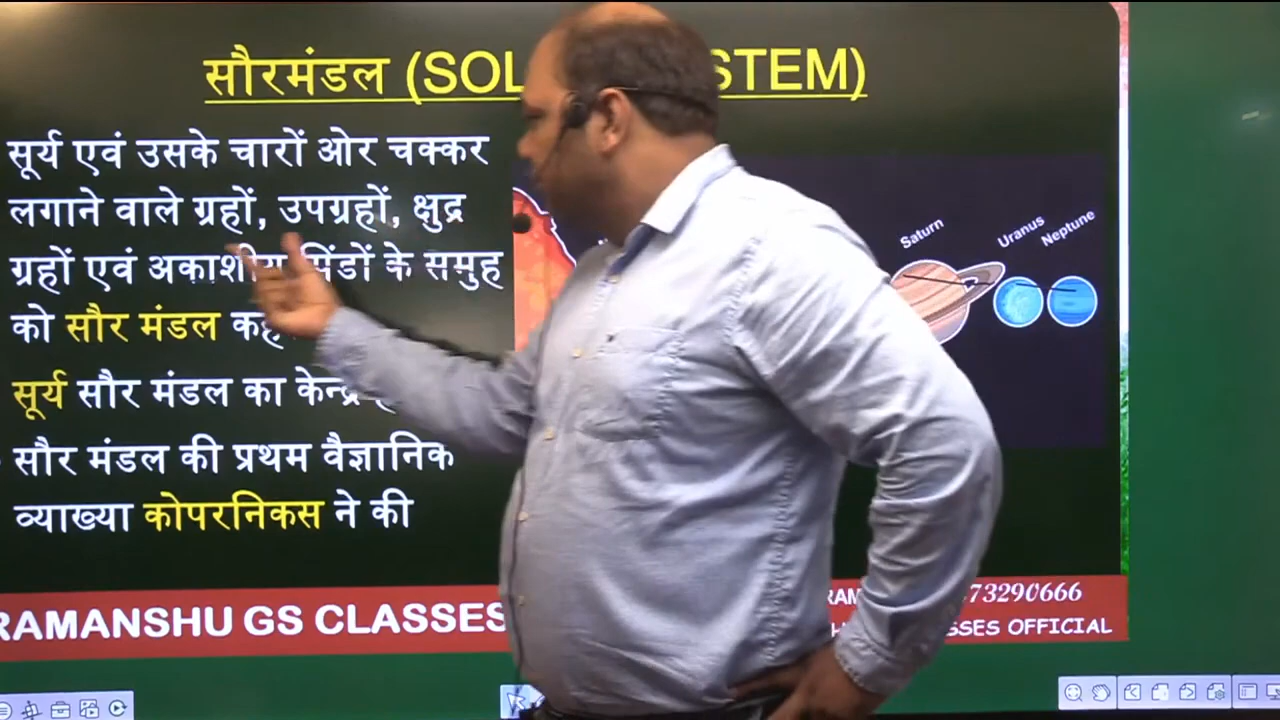 सौरमंडल (SOL STEM)
सूर्य एवं उसके चारों ओर चक्कर
लगाने वाले ग्रहों, उपग्रहों, क्षुद्र
ग्रहों एवं अकाशीय पिंडों के समुह
को सौर मंडल
सूर्य सौर मंडल का केन्द्र
सौर मंडल की प्रथम वैज्ञानिक
व्याख्या कोपरनिकस ने की
Saturn
Uranus
Neptune
RAMANSHU GS CLASSES
RAM 73290666
SSES OFFICIAL